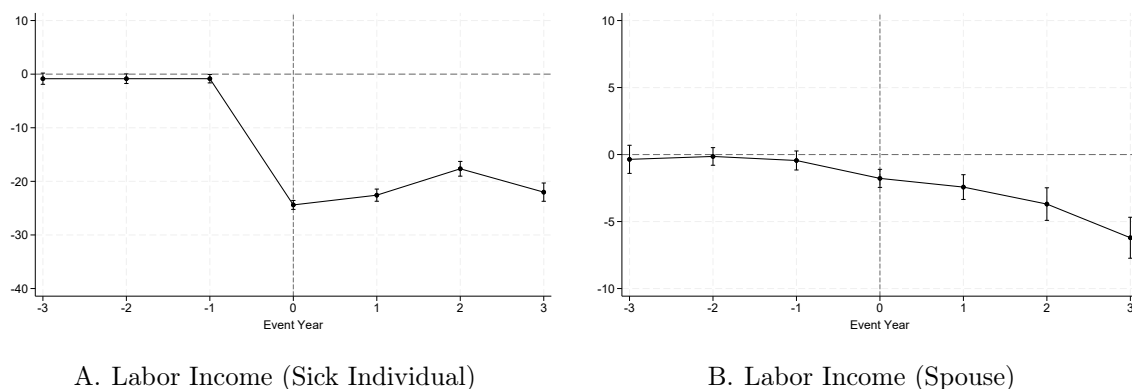 10
0
-10
-20
-30
-40
-3 -2 -1 0 1 2 3
Event Year
A. Labor Income (Sick Individual)
10
5
0
-5
-10
-3 -2 -1 0 1 2 3
Event Year
B. Labor Income (Spouse)